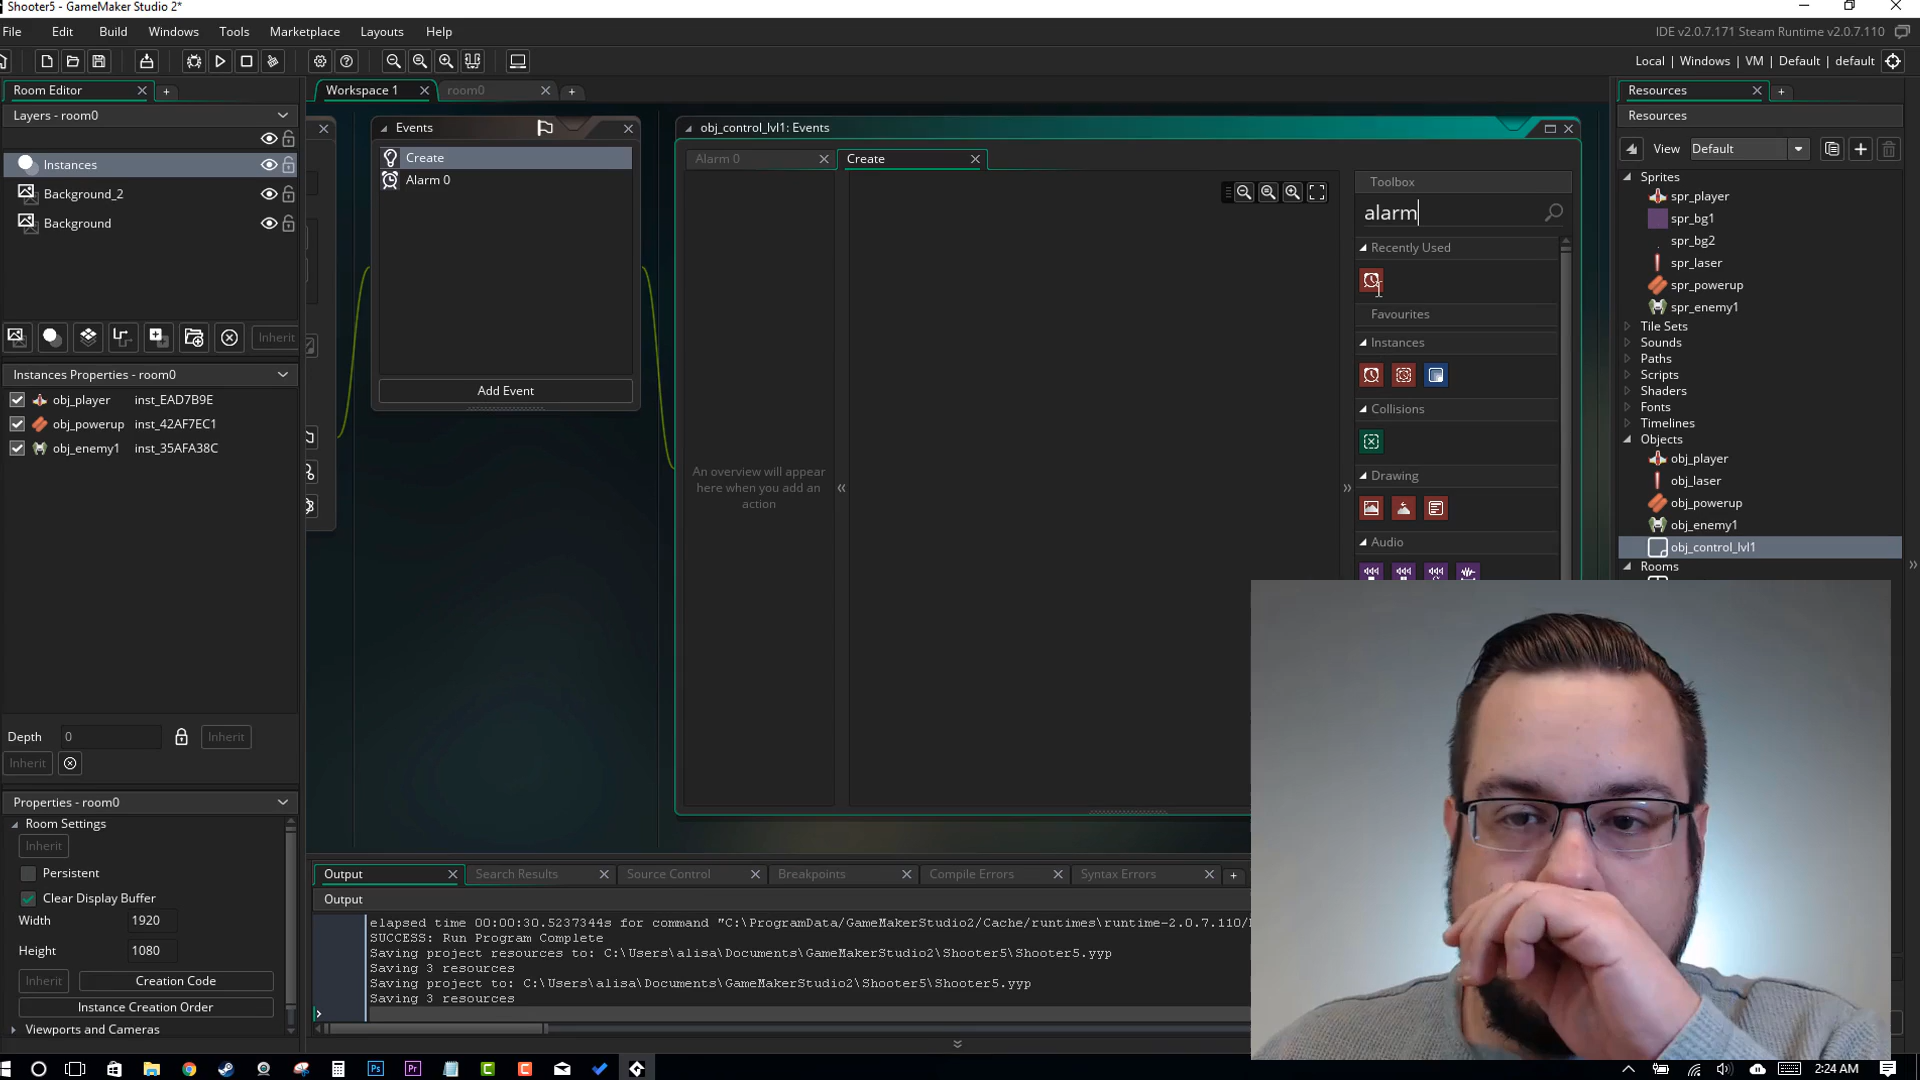 Shooter5 - GameMaker Studio 2*
File Edit Build Windows Tools Marketplace Layouts Help
IDE v2.0.7.171 Steam Runtime v2.0.7.110
Local | Windows | VM | Default | default
Room Editor
Layers - room0
Instances
Background_2
Background
Inherit
Instances Properties - room0
obj_player inst_EAD7B9E
obj_powerup inst_42AF7EC1
obj_enemy1 inst_35AFA38C
Depth 0 Inherit
Inherit
Properties - room0
Room Settings
Inherit
Persistent
Clear Display Buffer
Width 1920
Height 1080
Inherit Creation Code
Instance Creation Order
Viewports and Cameras
Workspace 1 room0
Events
Create
Alarm 0
Add Event
obj_control_lvl1: Events
Alarm 0 Create
An overview will appear
here when you add an
action
Toolbox
alarm
Recently Used
Favourites
Instances
Collisions
Drawing
Audio
Resources
Resources
View Default
Sprites
spr_player
spr_bg1
spr_bg2
spr_laser
spr_powerup
spr_enemy1
Tile Sets
Sounds
Paths
Scripts
Shaders
Fonts
Timelines
Objects
obj_player
obj_laser
obj_powerup
obj_enemy1
obj_control_lvl1
Rooms
Output Search Results Source Control Breakpoints Compile Errors Syntax Errors
Output
elapsed time 00:00:30.5237344s for command "C:\ProgramData/GameMakerStudio2/Cache/runtimes\runtime-2.0.7.110/
SUCCESS: Run Program Complete
Saving project resources to: C:\Users\alisa\Documents\GameMakerStudio2\Shooter5\Shooter5.yyp
Saving 3 resources
Saving project to: C:\Users\alisa\Documents\GameMakerStudio2\Shooter5\Shooter5.yyp
Saving 3 resources
Ps Pr
2:24 AM